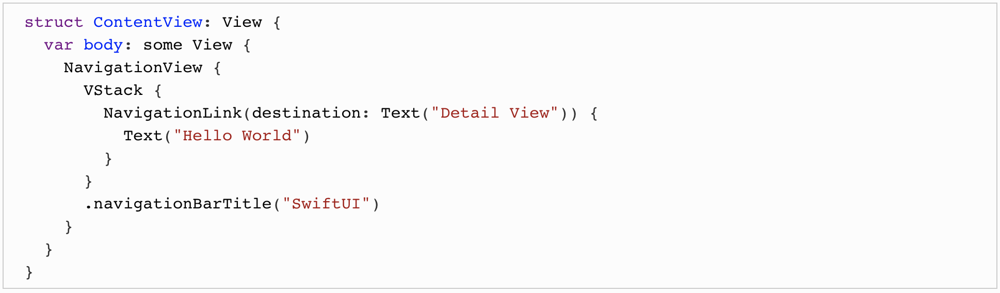 struct ContentView: View {
  var body: some View {
    NavigationView {
      VStack {
        NavigationLink(destination: Text("Detail View")) {
          Text("Hello World")
        }
      }
      .navigationBarTitle("SwiftUI")
    }
  }
}